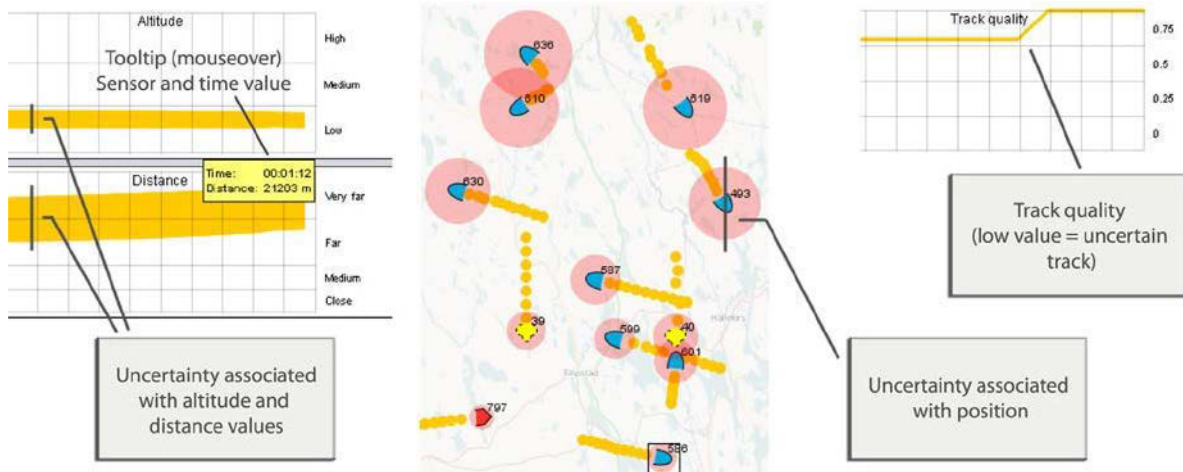 Altitude
High
Tooltip (mouseover)
Sensor and time value
Medium
Low
Time: 00:01:12
Distance: 21203 m
Distance
Very far
Far
Medium
Close
Uncertainty associated
with altitude and
distance values
636
610
619
630
493
587
39
599
40
601
797
586
Track quality
0.75
0.5
0.25
0
Track quality
(low value = uncertain
track)
Uncertainty associated
with position